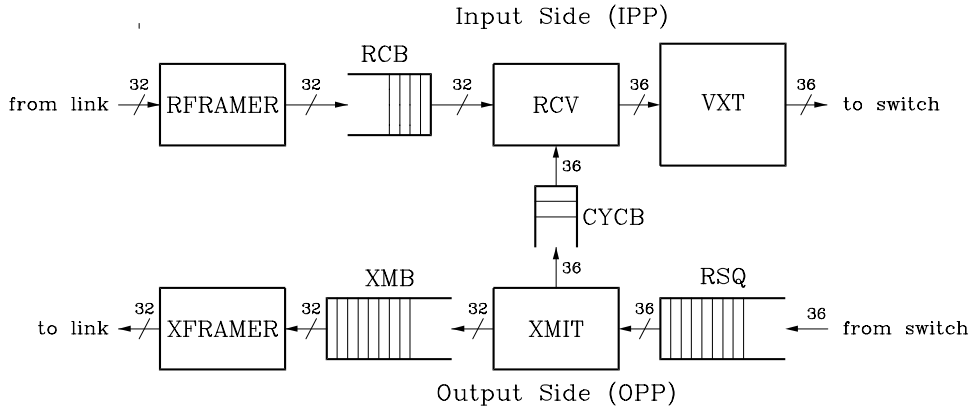 Input Side (IPP)
RCB
from link 32 RFRAMER 32 32 RCV 36 VXT 36 to switch
36
CYCB
36
XMB RSQ
to link 32 XFRAMER 32 32 XMIT 36 36 from switch
Output Side (OPP)